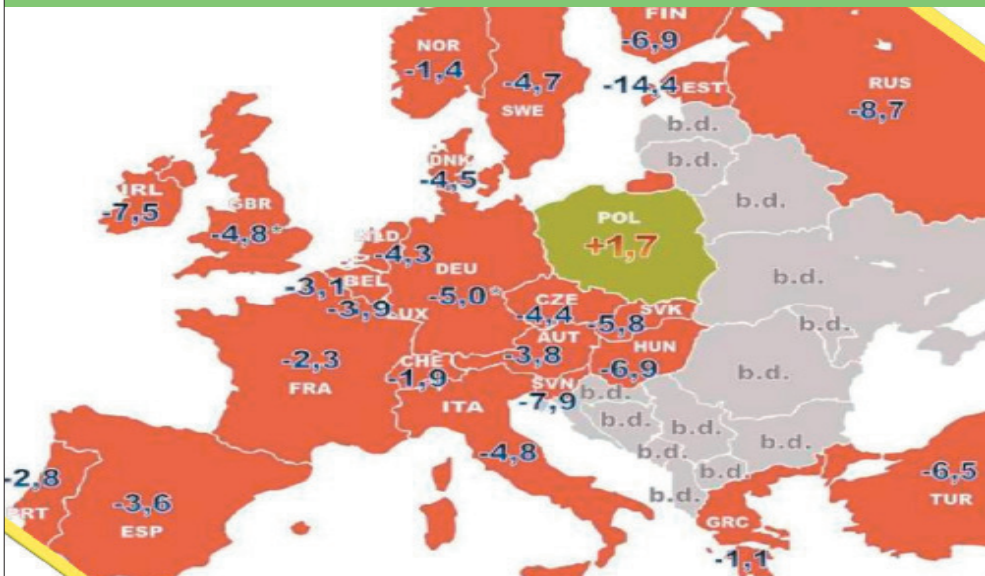 FIN
-6,9
NOR
-1,4
-4,7
SWE
-14,4 EST
RUS
-8,7
b.d.
b.d.
DNK
-4,5
IRL
-7,5
GBR
-4,8*
b.d.
POL
+1,7
NLD
-4,3
DEU
-5,0*
-3,1 BEL
-3,9 LUX
b.d.
CZE
-4,4
SVK
-5,8
AUT
-3,8
HUN
-6,9
b.d.
-2,3
FRA
CHE
-1,9
SVN
-7,9
b.d.
b.d.
ITA
-4,8
b.d.
b.d.
b.d.
b.d.
b.d.
b.d.
-2,8
PRT
-3,6
ESP
-6,5
TUR
GRC
-1,1